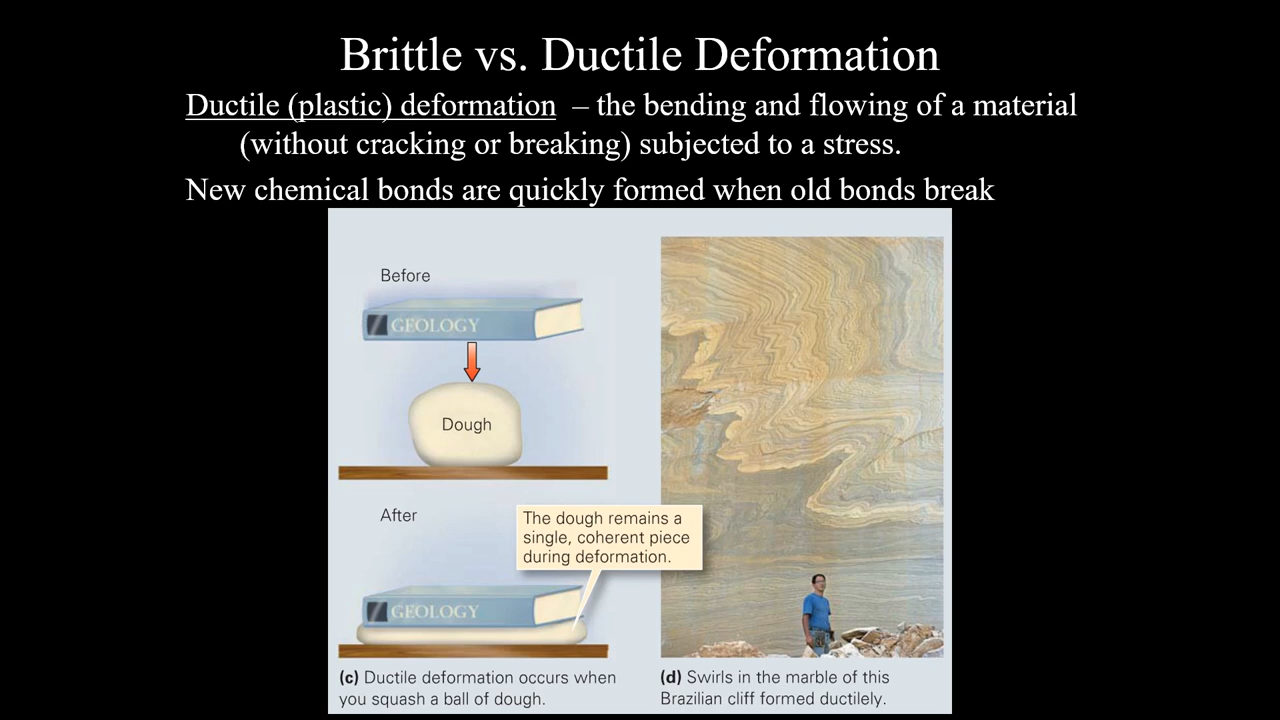 Brittle vs. Ductile Deformation
Ductile (plastic) deformation – the bending and flowing of a material
(without cracking or breaking) subjected to a stress.
New chemical bonds are quickly formed when old bonds break
Before
GEOLOGY
Dough
After
The dough remains a
single, coherent piece
during deformation.
GEOLOGY
(c) Ductile deformation occurs when
you squash a ball of dough.
(d) Swirls in the marble of this
Brazilian cliff formed ductilely.